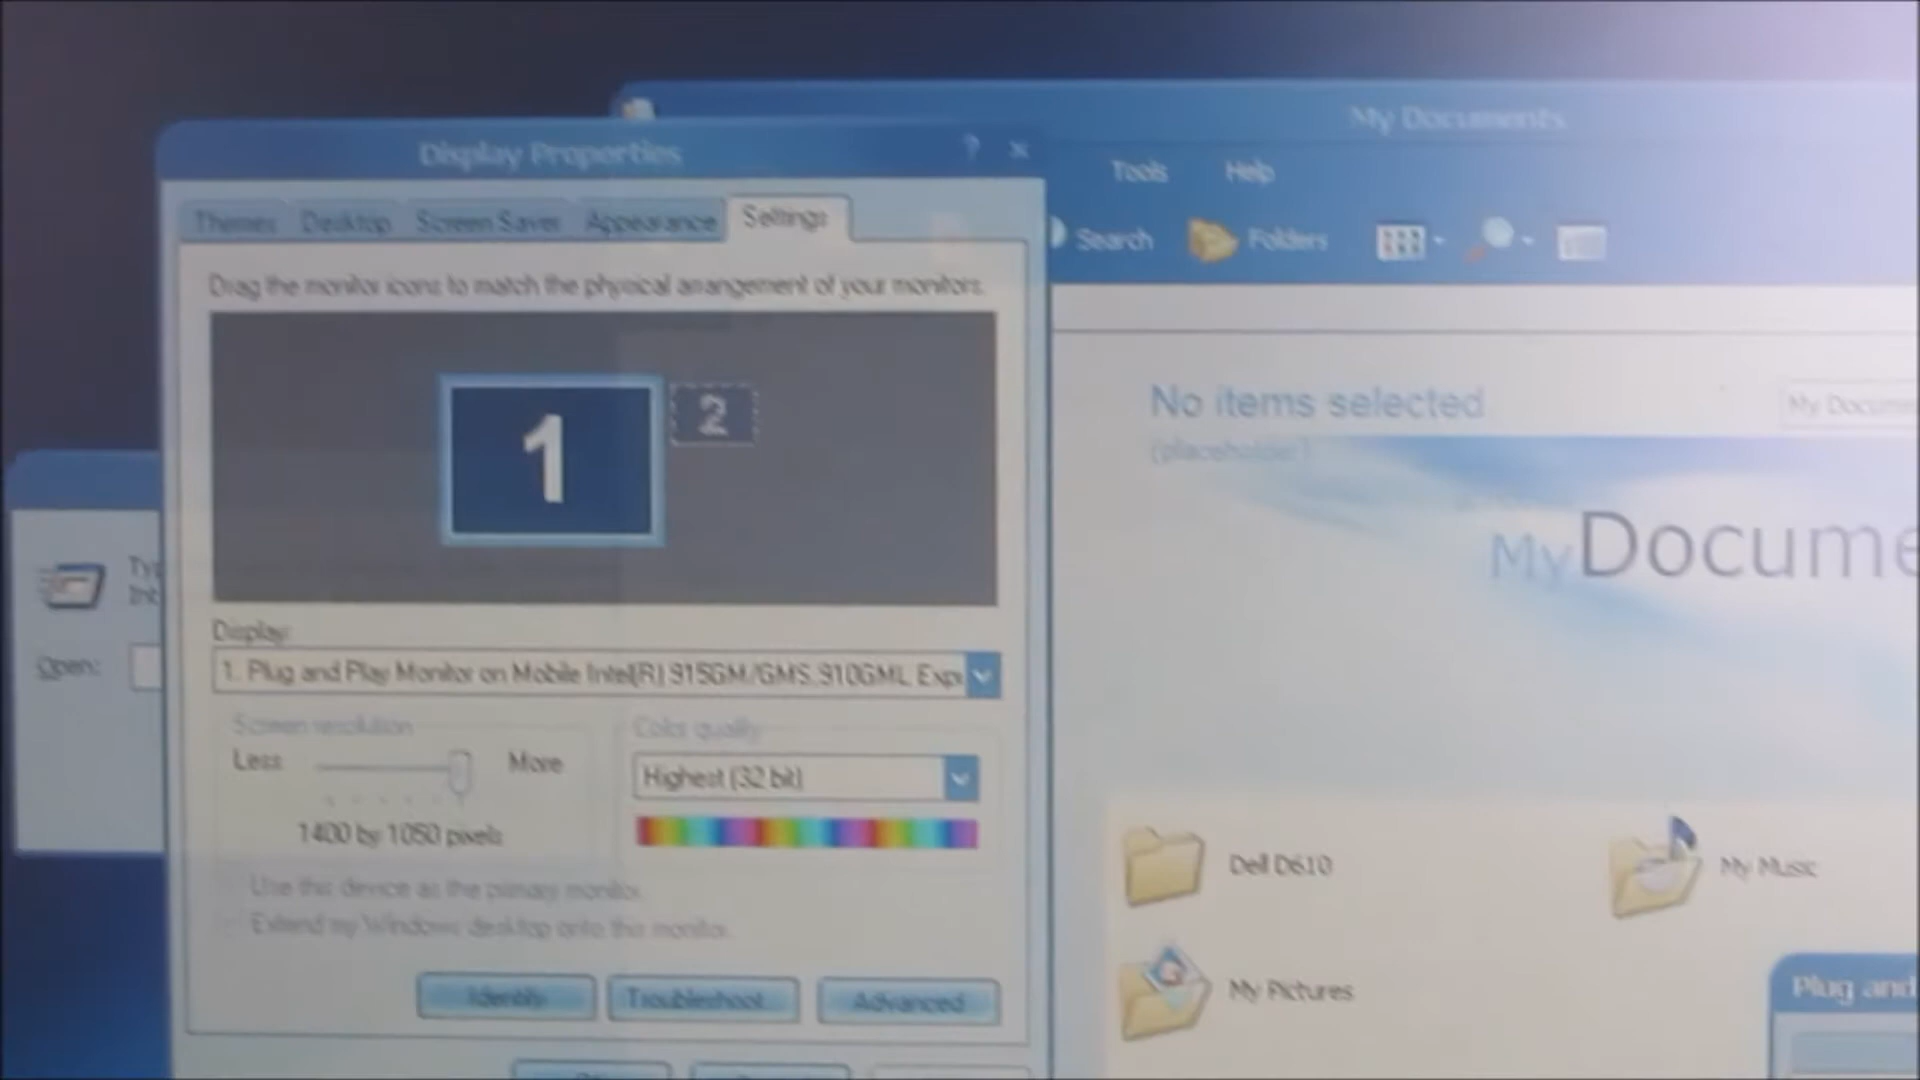 My Documents
Display Properties ? ×
Tools Help
Themes Desktop Screen Saver Appearance Settings
Search Folders
Drag the monitor icons to match the physical arrangement of your monitors.
1 2
No items selected
(placeholder)
My Docume
MyDocume
Open:
Display:
1. Plug and Play Monitor on Mobile Intel(R) 915GM/GMS,910GML Expr
Screen resolution
Less More
1400 by 1050 pixels
Color quality
Highest (32 bit)
Use this device as the primary monitor.
Extend my Windows desktop onto this monitor.
Identify Troubleshoot Advanced
Dell D610
My Music
My Pictures
Plug and